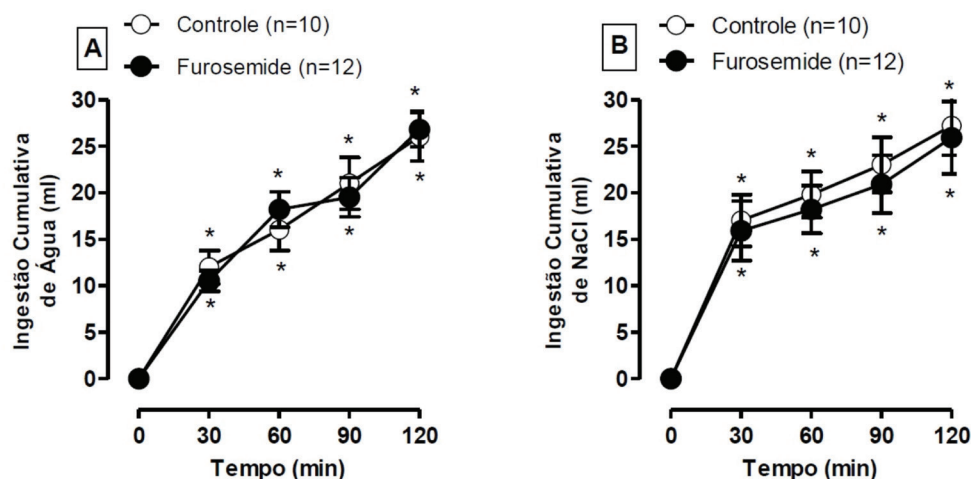 A
Controle (n=10)
Furosemide (n=12)
Ingestão Cumulativa
de Água (ml)
30
25
20
15
10
5
0
* * * *
* * * *
0 30 60 90 120
Tempo (min)
B
Controle (n=10)
Furosemide (n=12)
Ingestão Cumulativa
de NaCl (ml)
30
25
20
15
10
5
0
* * * *
* * * *
0 30 60 90 120
Tempo (min)